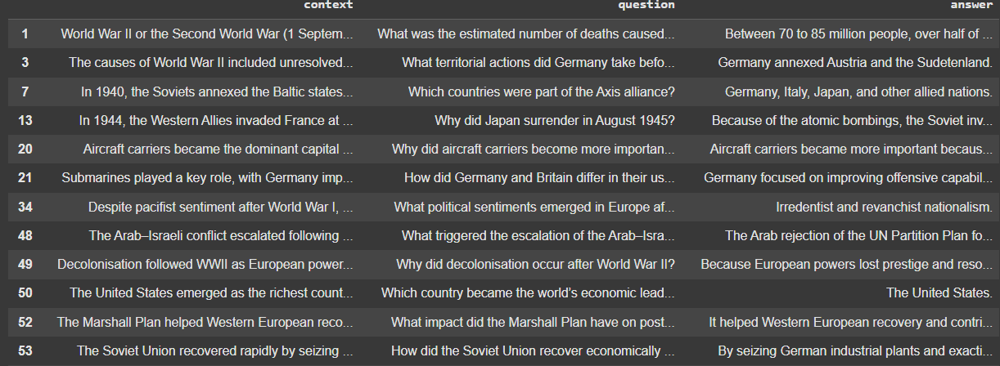 context question answer
1 World War II or the Second World War (1 Septem... What was the estimated number of deaths caused... Between 70 to 85 million people, over half of ...
3 The causes of World War II included unresolved... What territorial actions did Germany take befo... Germany annexed Austria and the Sudetenland.
7 In 1940, the Soviets annexed the Baltic states... Which countries were part of the Axis alliance? Germany, Italy, Japan, and other allied nations.
13 In 1944, the Western Allies invaded France at ... Why did Japan surrender in August 1945? Because of the atomic bombings, the Soviet inv...
20 Aircraft carriers became the dominant capital ... Why did aircraft carriers become more importan... Aircraft carriers became more important becaus...
21 Submarines played a key role, with Germany imp... How did Germany and Britain differ in their us... Germany focused on improving offensive capabil...
34 Despite pacifist sentiment after World War I, ... What political sentiments emerged in Europe af... Irredentist and revanchist nationalism.
48 The Arab–Israeli conflict escalated following ... What triggered the escalation of the Arab–Isra... The Arab rejection of the UN Partition Plan fo...
49 Decolonisation followed WWII as European power... Why did decolonisation occur after World War II? Because European powers lost prestige and reso...
50 The United States emerged as the richest count... Which country became the world’s economic lead... The United States.
52 The Marshall Plan helped Western European reco... What impact did the Marshall Plan have on post... It helped Western European recovery and contri...
53 The Soviet Union recovered rapidly by seizing ... How did the Soviet Union recover economically ... By seizing German industrial plants and exacti...